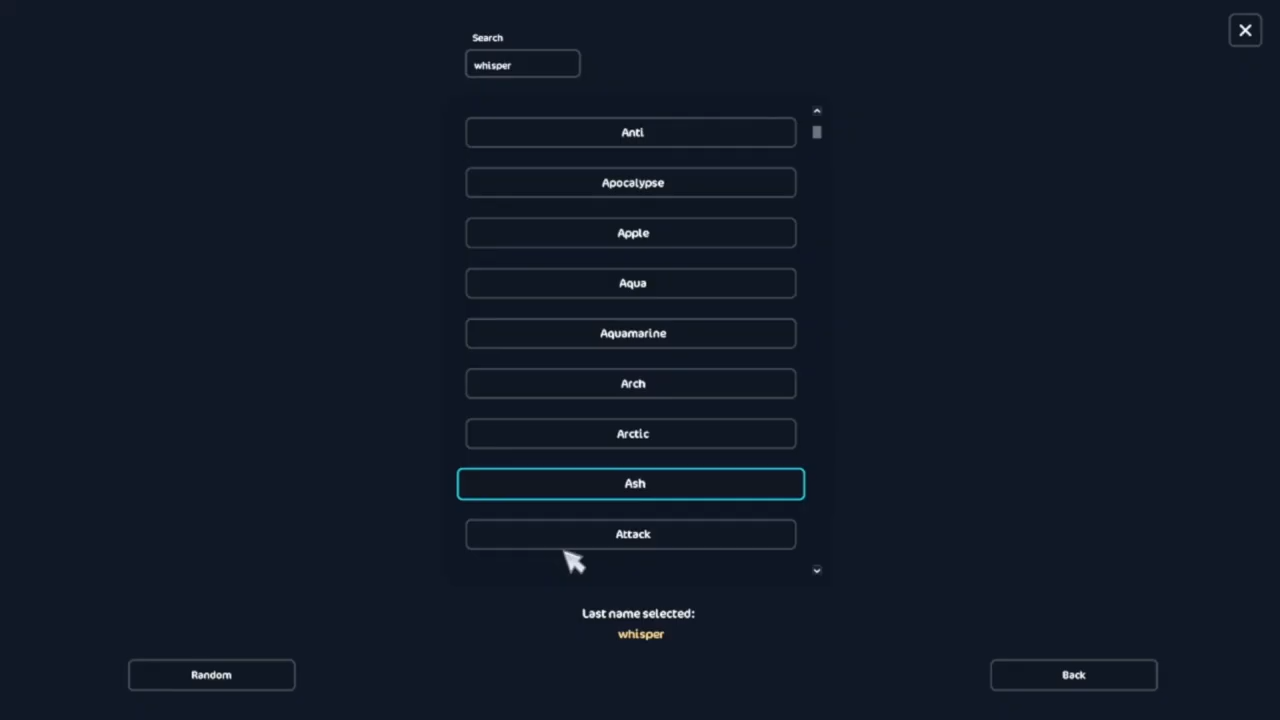 Search
whisper
Anti
Apocalypse
Apple
Aqua
Aquamarine
Arch
Arctic
Ash
Attack
Last name selected:
whisper
Random
Back